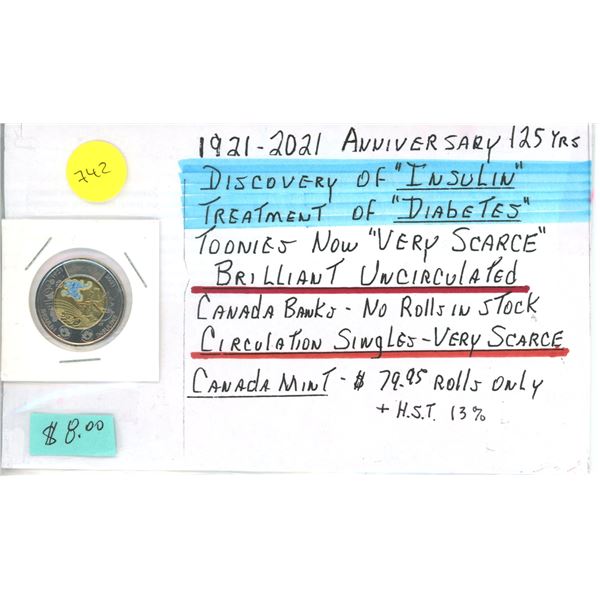 742
1921-2021 ANNIVERSARY 125 YRS
DISCOVERY OF "INSULIN"
TREATMENT OF "DIABETES"
TOONIES NOW "VERY SCARCE"
BRILLIANT UNCIRCULATED
CANADA BANKS - NO ROLLS IN STOCK
CIRCULATION SINGLES - VERY SCARCE
CANADA MINT - $ 79.95 ROLLS ONLY
+ H.S.T. 13%
$8.00